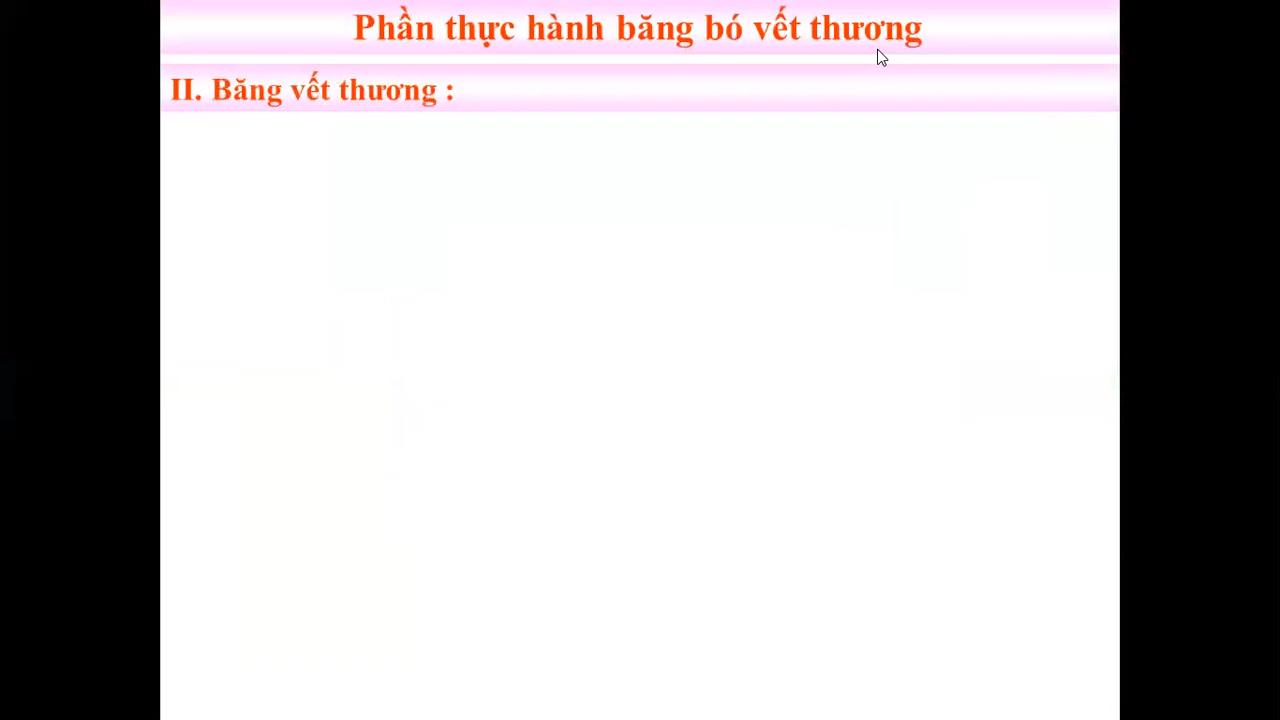 Phần thực hành băng bó vết thương
II. Băng vết thương :